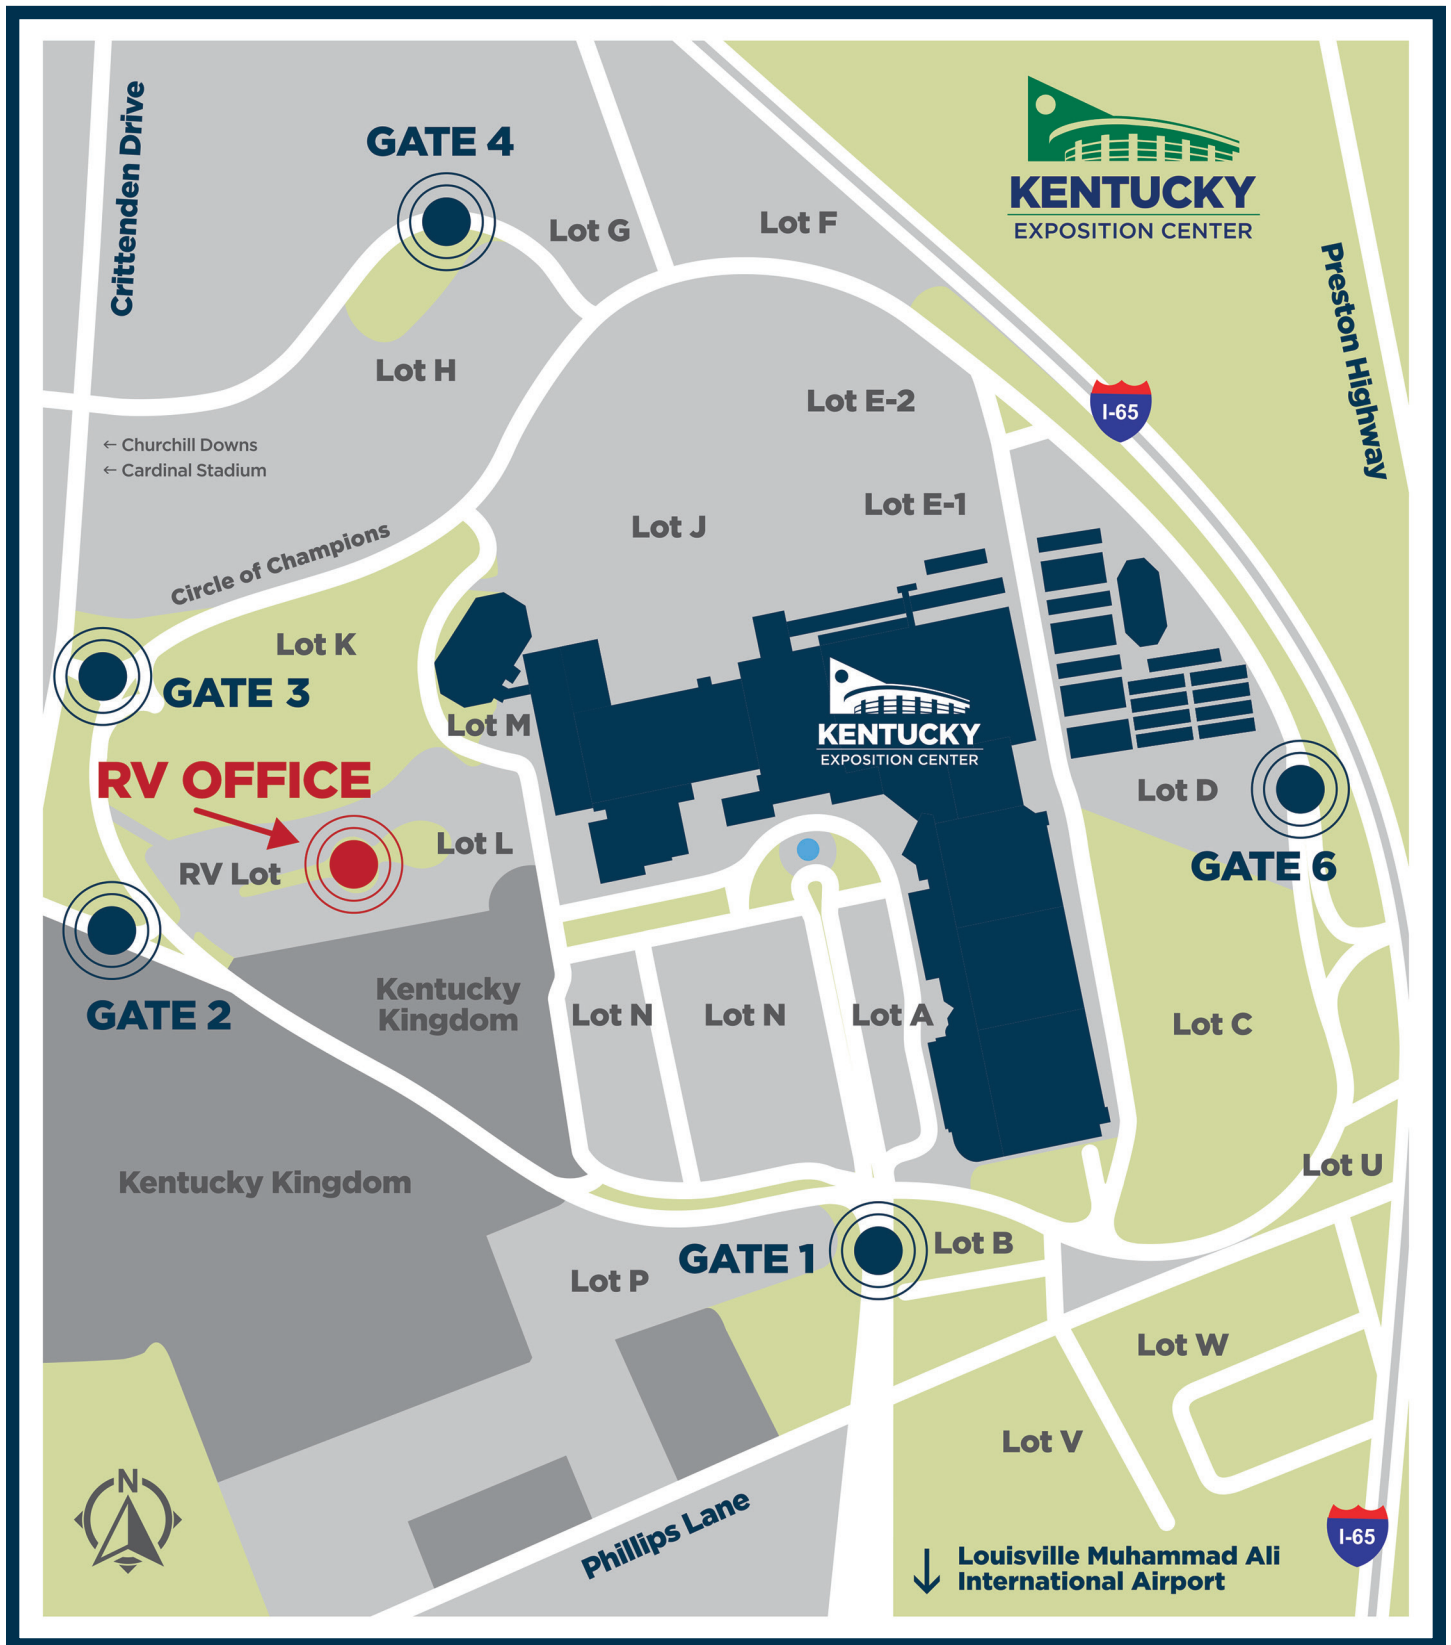 Crittenden Drive
GATE 4
Lot G
Lot F
KENTUCKY
EXPOSITION CENTER
Preston Highway
Lot H
Lot E-2
I-65
← Churchill Downs
← Cardinal Stadium
Lot E-1
Lot J
Circle of Champions
Lot K
GATE 3
Lot M
KENTUCKY
EXPOSITION CENTER
RV OFFICE
Lot D
Lot L
RV Lot
GATE 6
Kentucky
Kingdom
GATE 2
Lot N
Lot N
Lot A
Lot C
Kentucky Kingdom
Lot U
GATE 1
Lot B
Lot P
Lot W
Lot V
N
Phillips Lane
I-65
↓ Louisville Muhammad Ali
International Airport